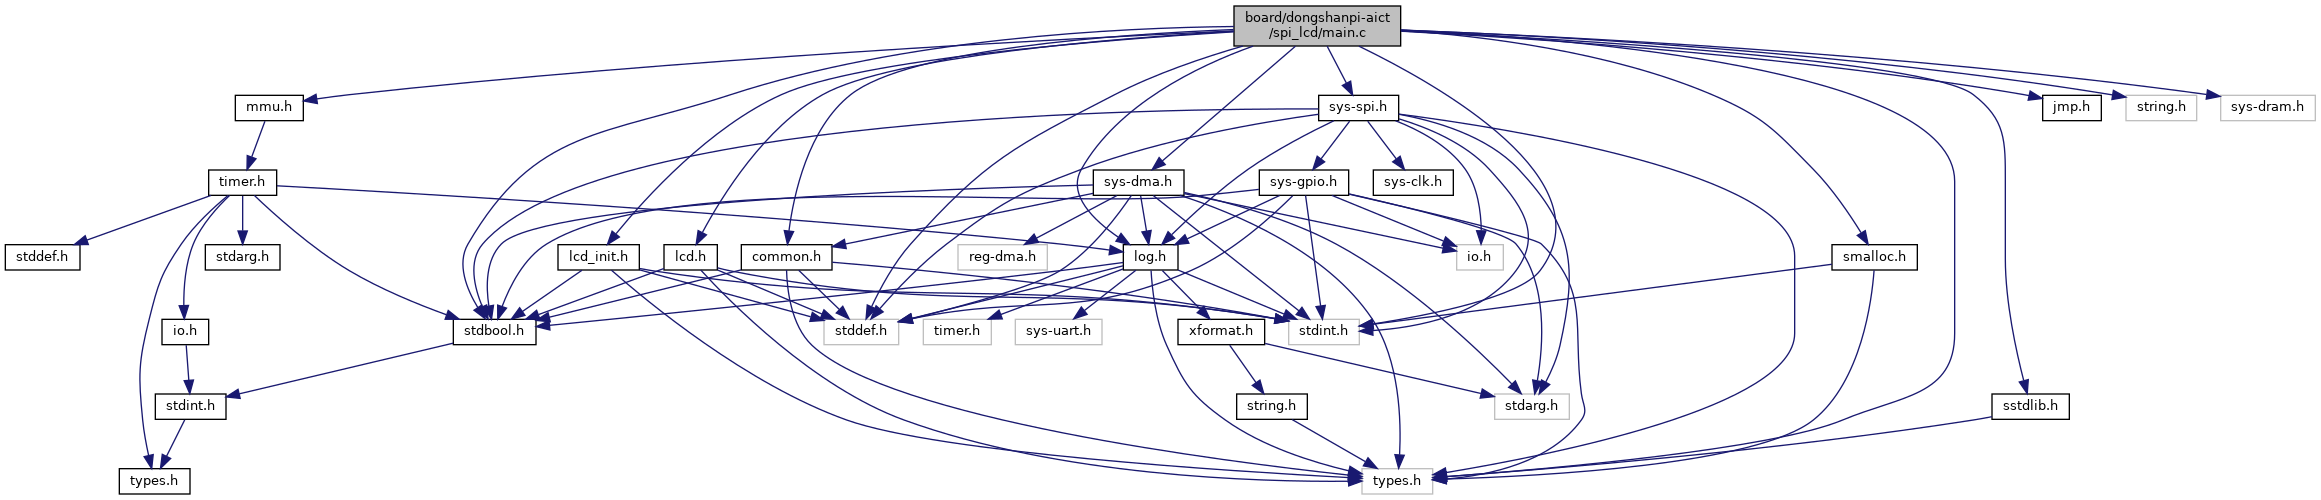 board/dongshanpi-aict
/spi_lcd/main.c
mmu.h
sys-spi.h
jmp.h
string.h
sys-dram.h
timer.h
sys-dma.h
sys-gpio.h
sys-clk.h
stddef.h
stdarg.h
lcd_init.h
lcd.h
common.h
reg-dma.h
log.h
io.h
smalloc.h
io.h
stdbool.h
stddef.h
timer.h
sys-uart.h
xformat.h
stdint.h
stdint.h
string.h
stdarg.h
sstdlib.h
types.h
types.h